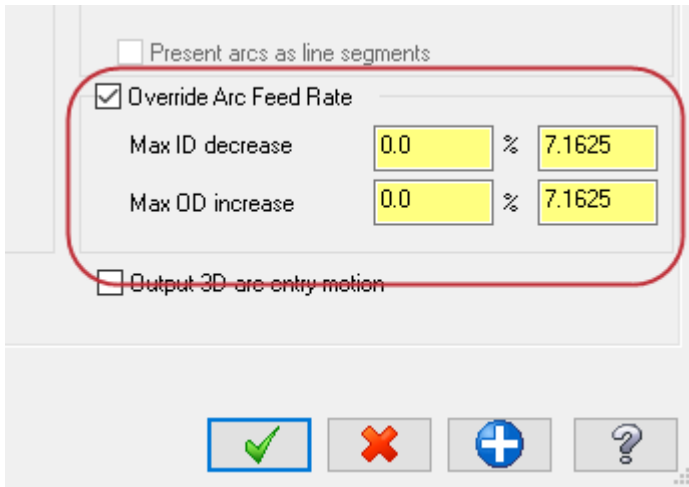 Present arcs as line segments
Override Arc Feed Rate
Max ID decrease 0.0 % 7.1625
Max OD increase 0.0 % 7.1625
Output 3D arc entry motion